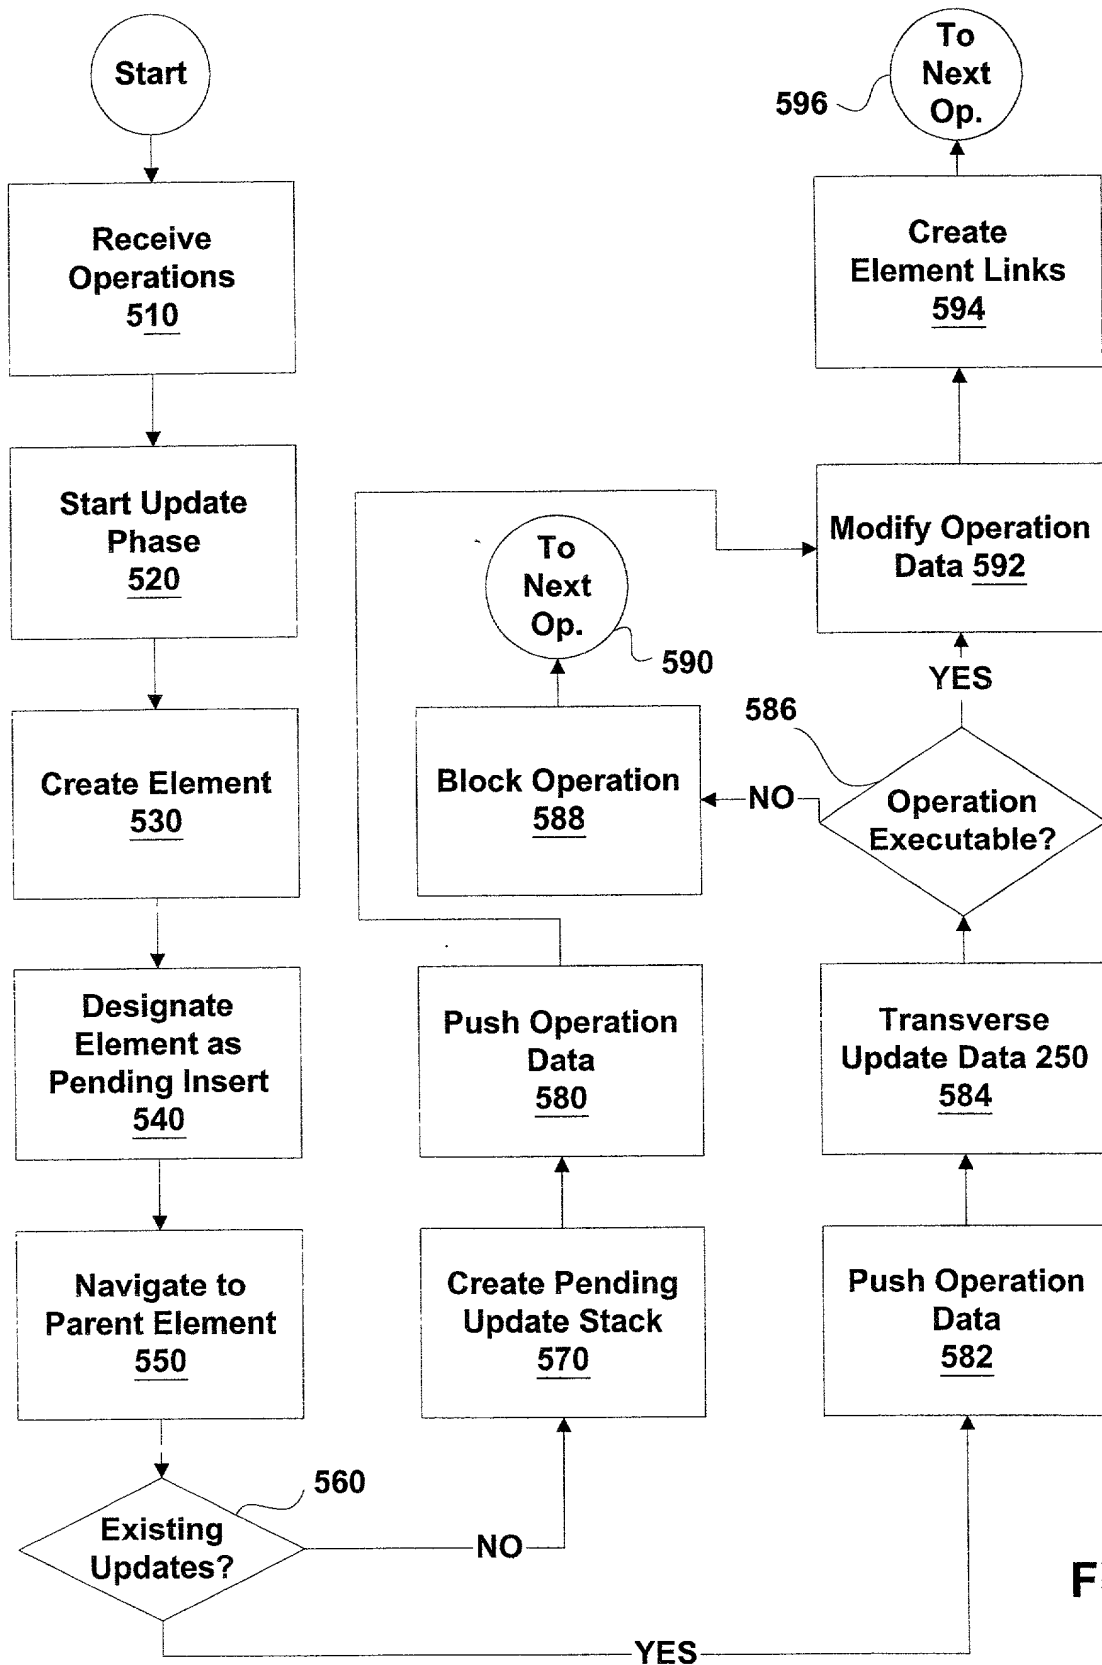 Start
Receive
Operations
510
Start Update
Phase
520
Create Element
530
Designate
Element as
Pending Insert
540
Navigate to
Parent Element
550
560
Existing
Updates?
NO
YES
Create Pending
Update Stack
570
Push Operation
Data
580
Push Operation
Data
582
Transverse
Update Data 250
584
586
Operation
Executable?
NO
YES
Block Operation
588
To
Next
Op.
590
Modify Operation
Data 592
Create
Element Links
594
To
Next
Op.
596